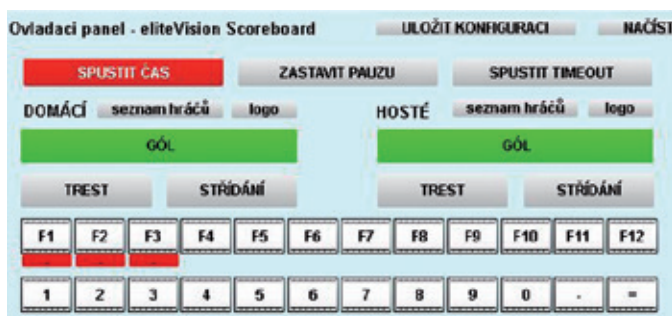 Ovladaci panel - eliteVision Scoreboard ULOŽIT KONFIGURACI NAČÍST
SPUSTIT ČAS ZASTAVIT PAUZU SPUSTIT TIMEOUT
DOMÁCÍ seznam hráčů logo HOSTÉ seznam hráčů logo
GÓL GÓL
TREST STŘÍDÁNÍ TREST STŘÍDÁNÍ
F1 F2 F3 F4 F5 F6 F7 F8 F9 F10 F11 F12
1 2 3 4 5 6 7 8 9 0 - =